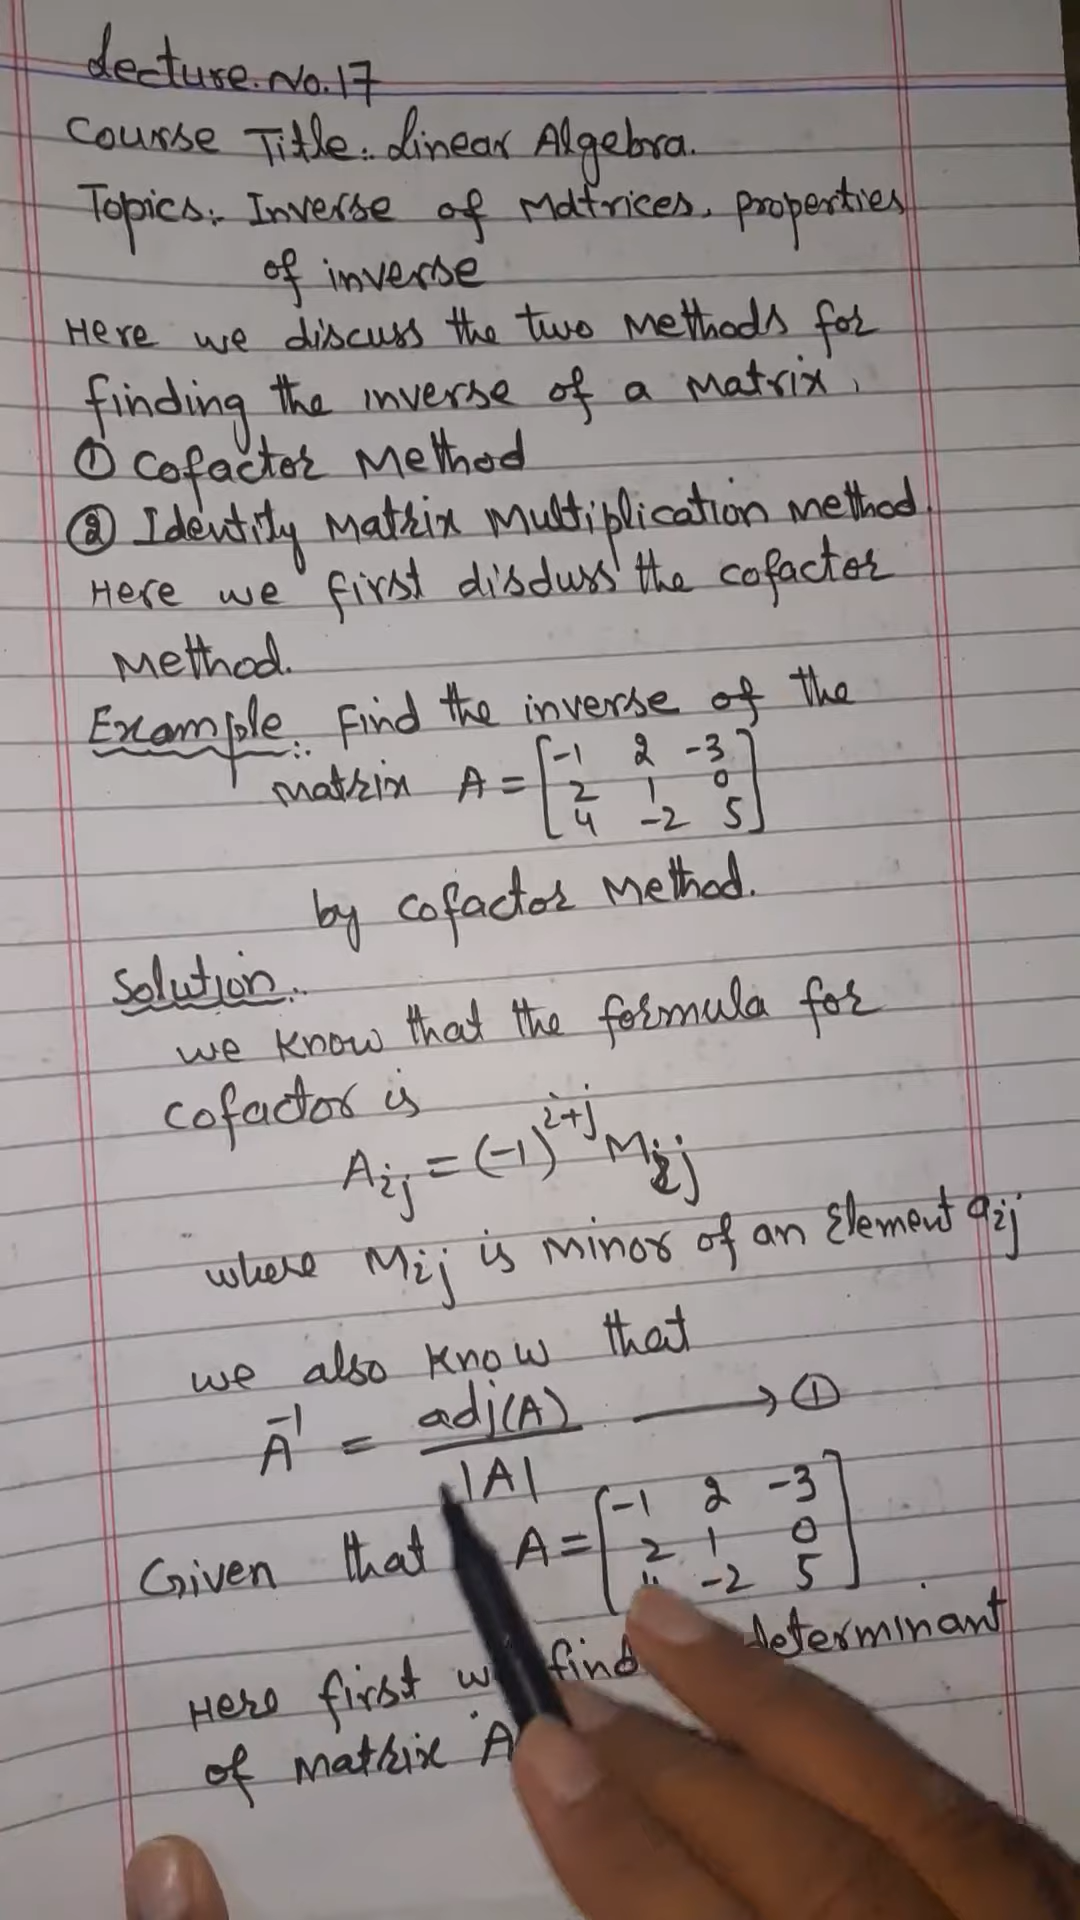 Lecture.No.17
Course Title:. Linear Algebra.
Topics:. Inverse of Matrices, properties
of inverse
Here we discuss the two Methods for
finding the inverse of a Matrix.
① Cofactor Method
② Identity Matrix Multiplication method.
Here we first disduss the cofactor
Method.
Example:. Find the inverse of the
matrix A = [-1 2 -3
2 1 0
4 -2 5]
by cofactor Method.
Solution:.
we know that the formula for
cofactor is
Aij = (-1)^i+j Mij
where Mij is minor of an Element aij
we also know that
A^-1 = adj(A) / |A| → ①
Given that A = [-1 2 -3
2 1 0
-2 5]
Here first find determinant
of matrix A